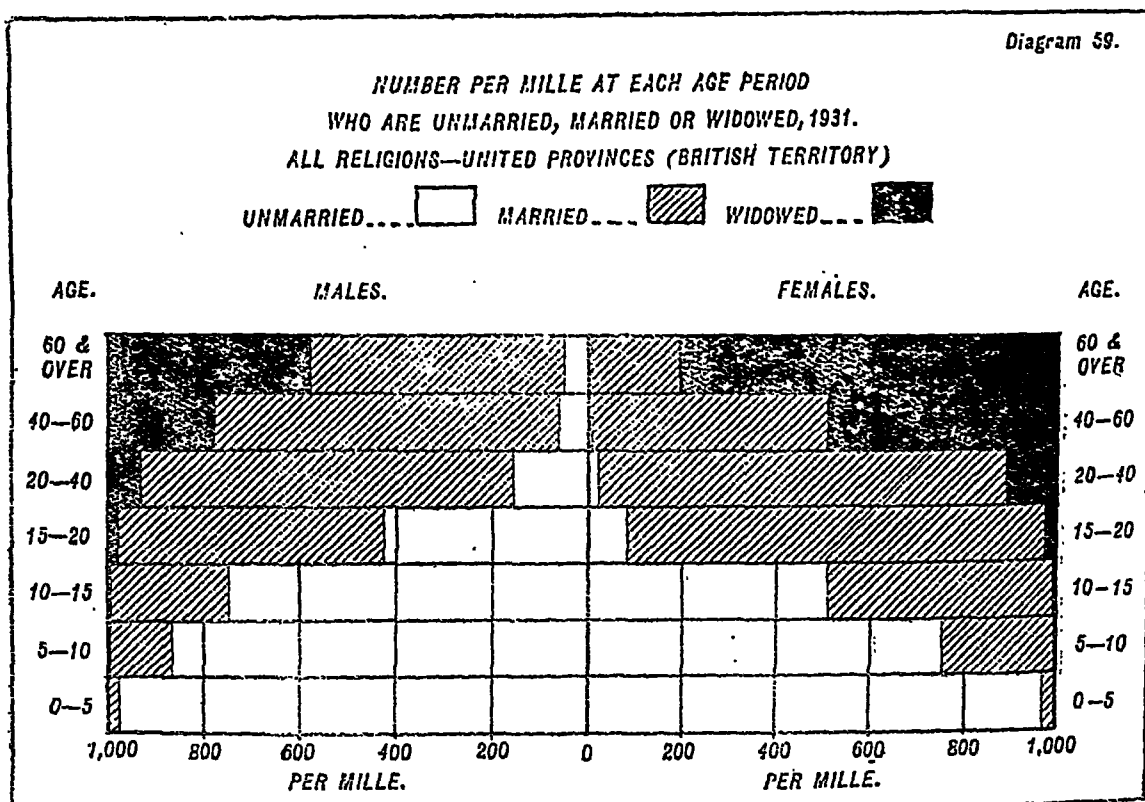 Diagram 59.
NUMBER PER MILLE AT EACH AGE PERIOD
WHO ARE UNMARRIED, MARRIED OR WIDOWED, 1931.
ALL RELIGIONS—UNITED PROVINCES (BRITISH TERRITORY)
UNMARRIED____ MARRIED____ WIDOWED____
AGE. MALES. FEMALES. AGE.
60 & OVER 60 & OVER
40—60 40—60
20—40 20—40
15—20 15—20
10—15 10—15
5—10 5—10
0—5 0—5
1,000 800 600 400 200 0 200 400 600 800 1,000
PER MILLE. PER MILLE.